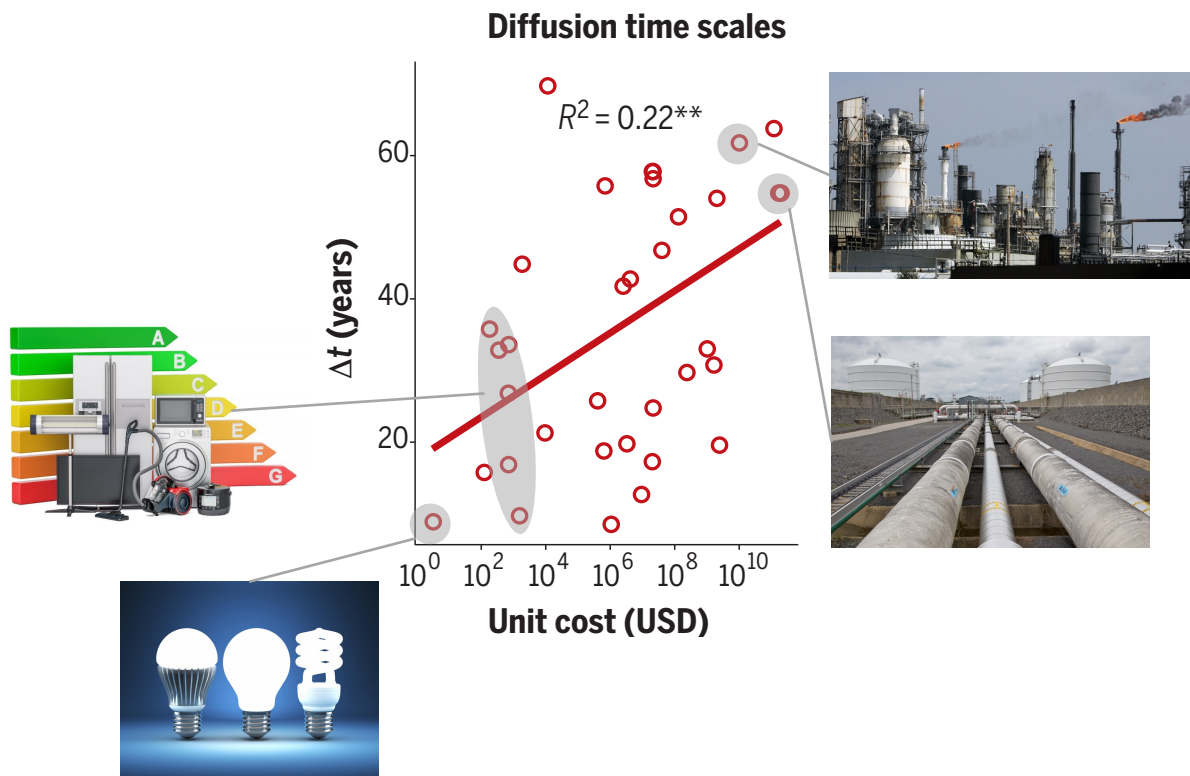 Diffusion time scales
R² = 0.22**
60
40
20
Δt (years)
10⁰ 10² 10⁴ 10⁶ 10⁸ 10¹⁰
Unit cost (USD)
A
B
C
D
E
F
G